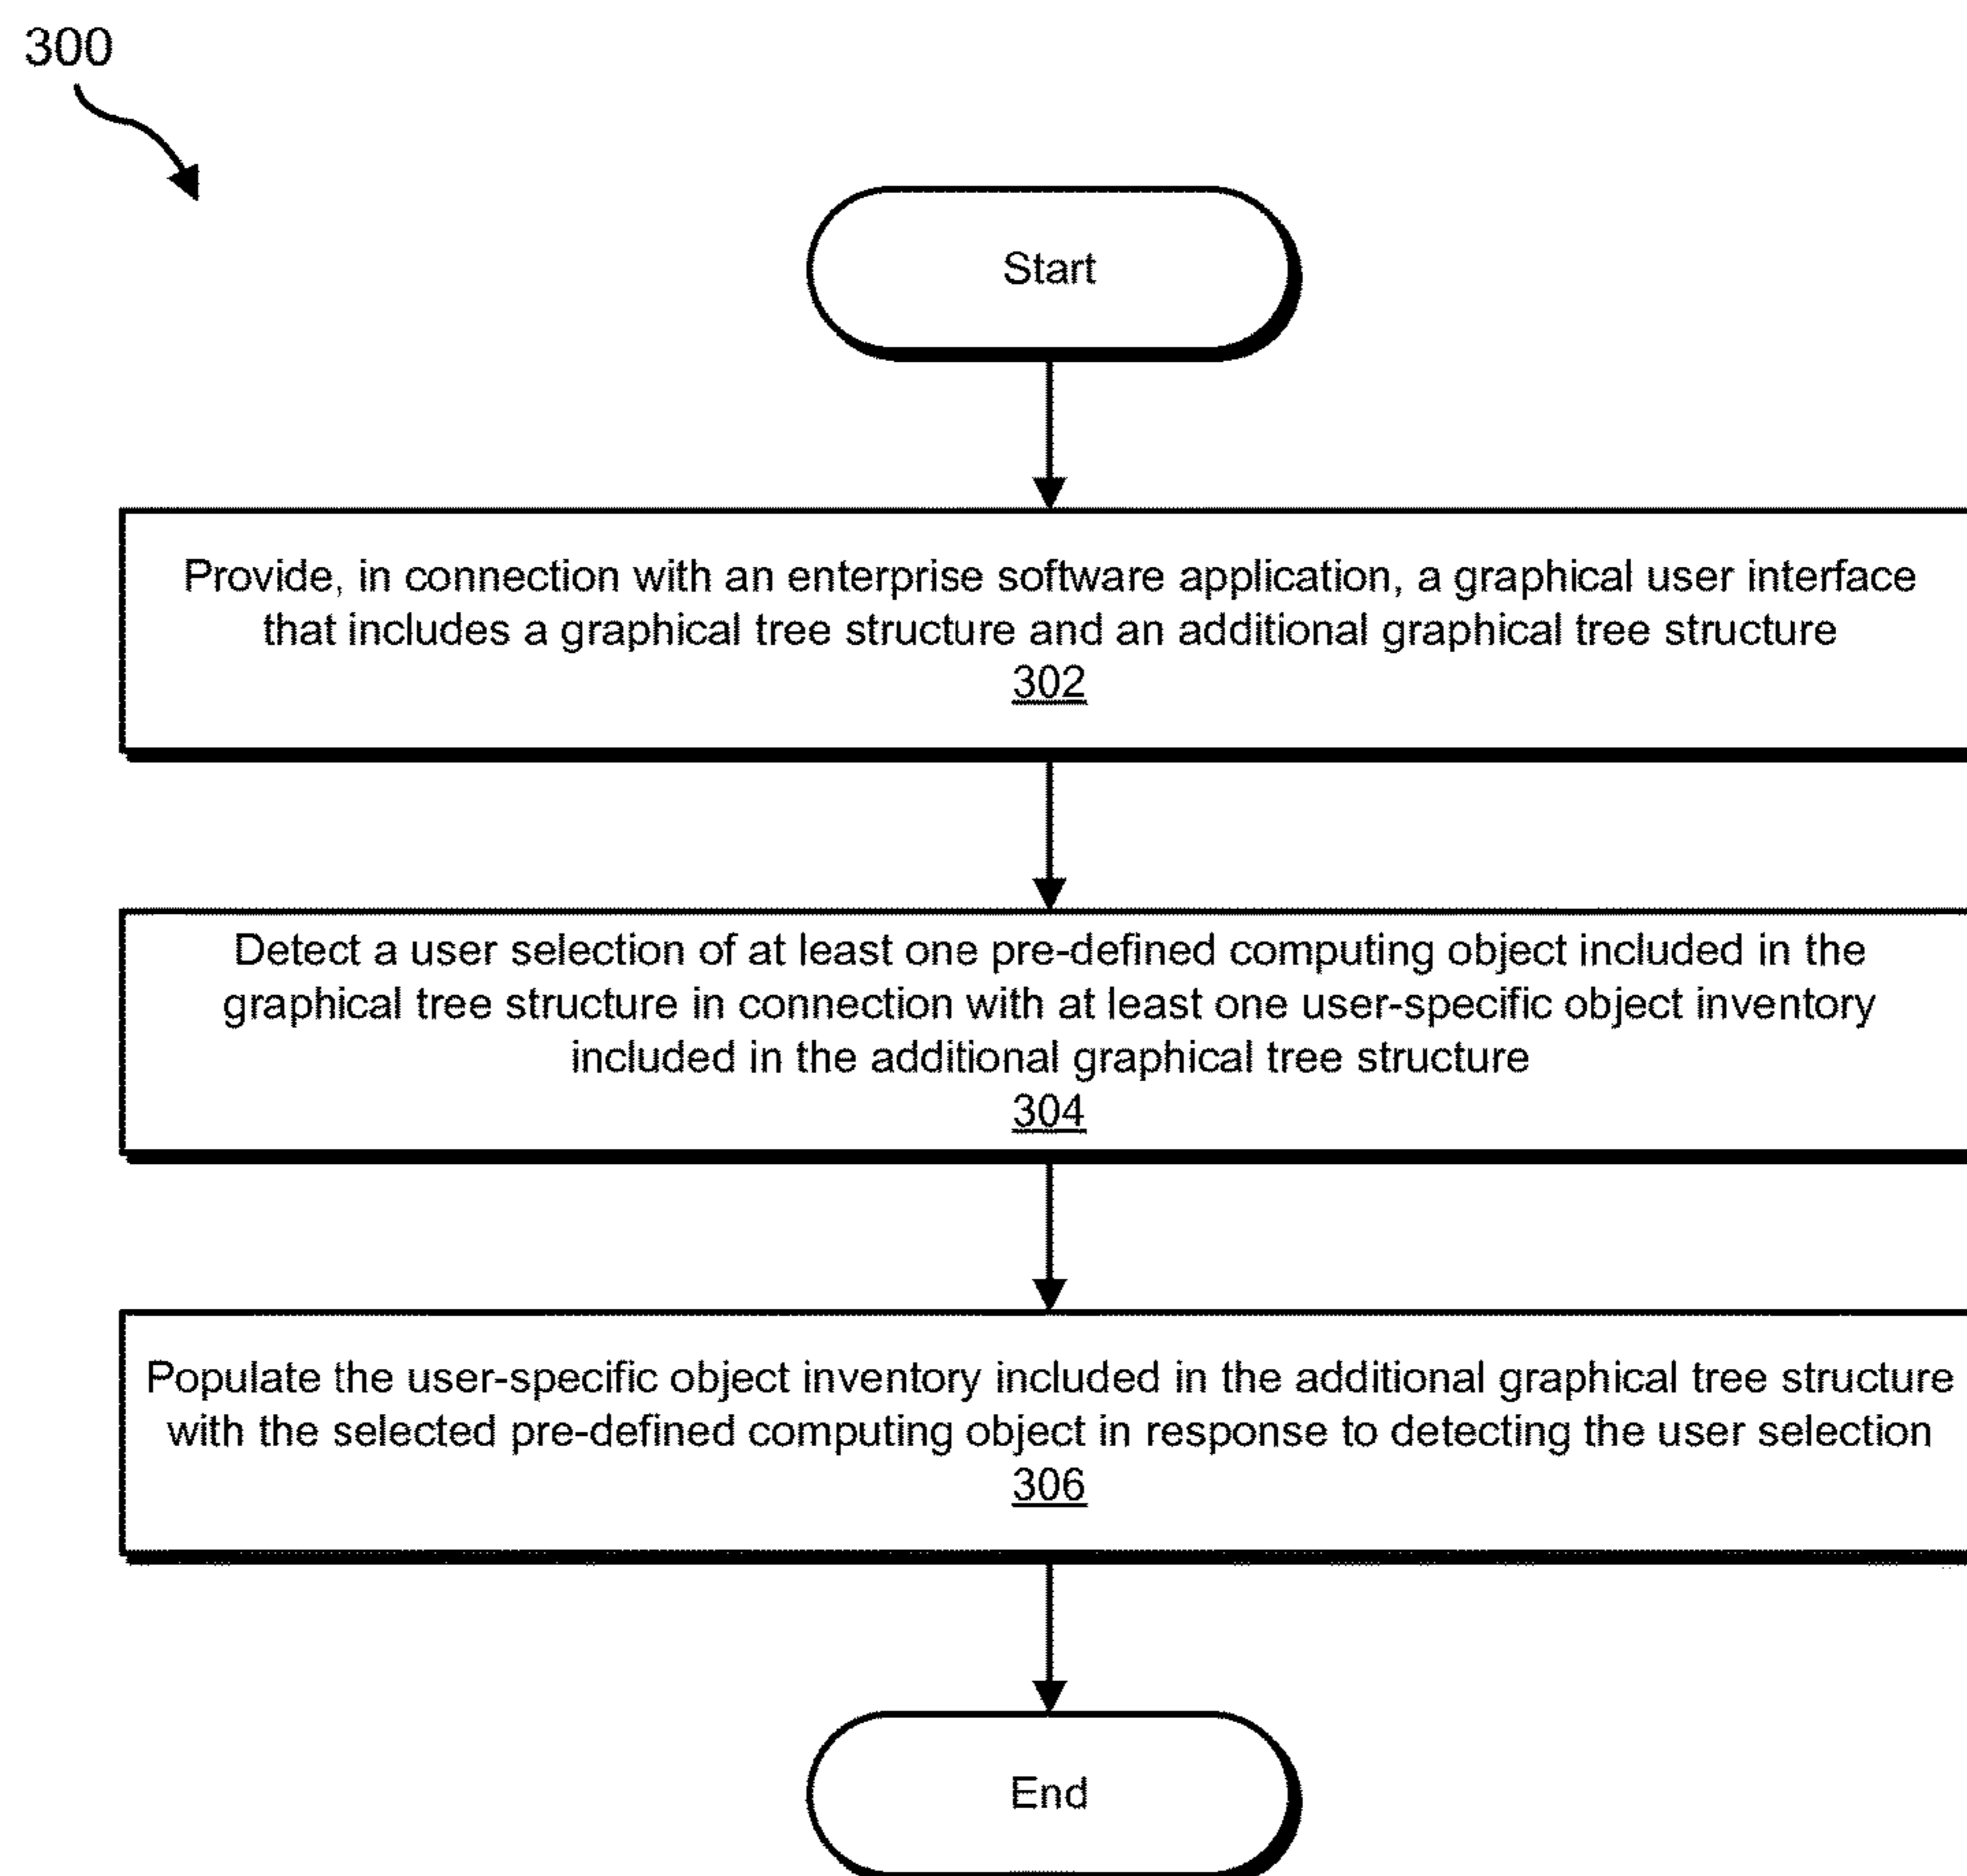 300
Start
Provide, in connection with an enterprise software application, a graphical user interface
that includes a graphical tree structure and an additional graphical tree structure
302
Detect a user selection of at least one pre-defined computing object included in the
graphical tree structure in connection with at least one user-specific object inventory
included in the additional graphical tree structure
304
Populate the user-specific object inventory included in the additional graphical tree structure
with the selected pre-defined computing object in response to detecting the user selection
306
End